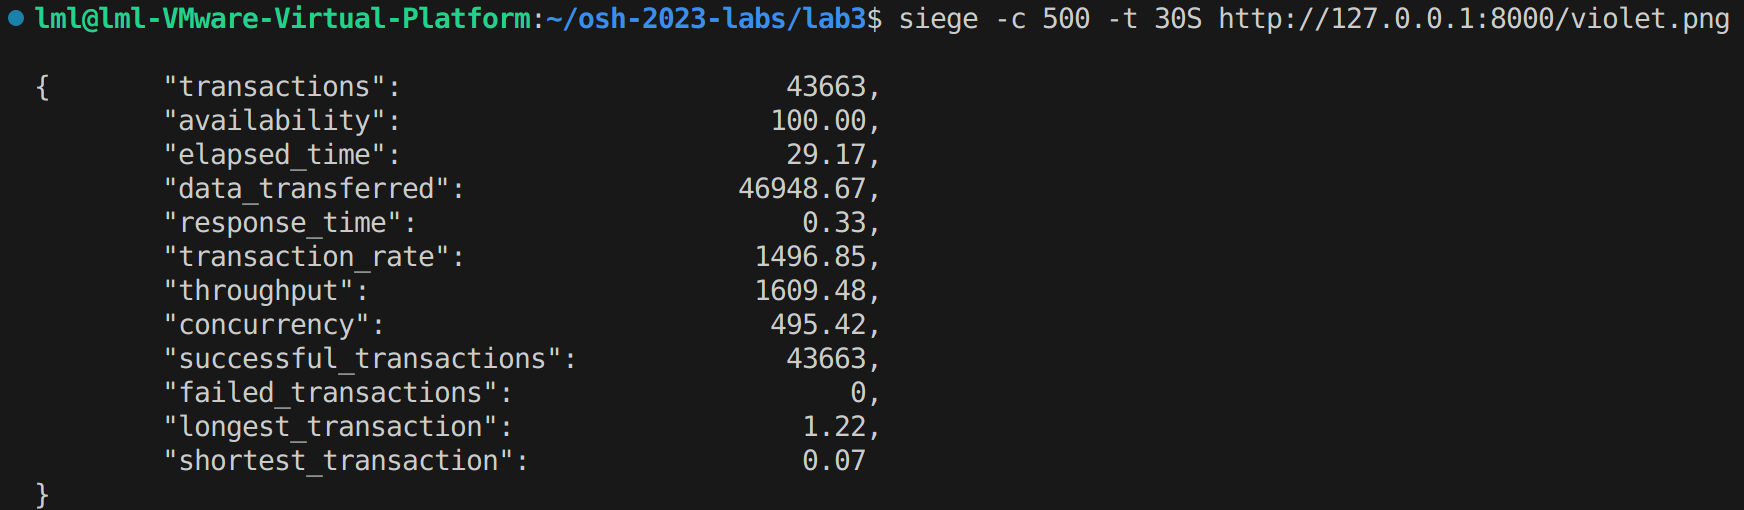 lml@lml-VMware-Virtual-Platform:~/osh-2023-labs/lab3$ siege -c 500 -t 30S http://127.0.0.1:8000/violet.png
{ "transactions": 43663,
"availability": 100.00,
"elapsed_time": 29.17,
"data_transferred": 46948.67,
"response_time": 0.33,
"transaction_rate": 1496.85,
"throughput": 1609.48,
"concurrency": 495.42,
"successful_transactions": 43663,
"failed_transactions": 0,
"longest_transaction": 1.22,
"shortest_transaction": 0.07
}